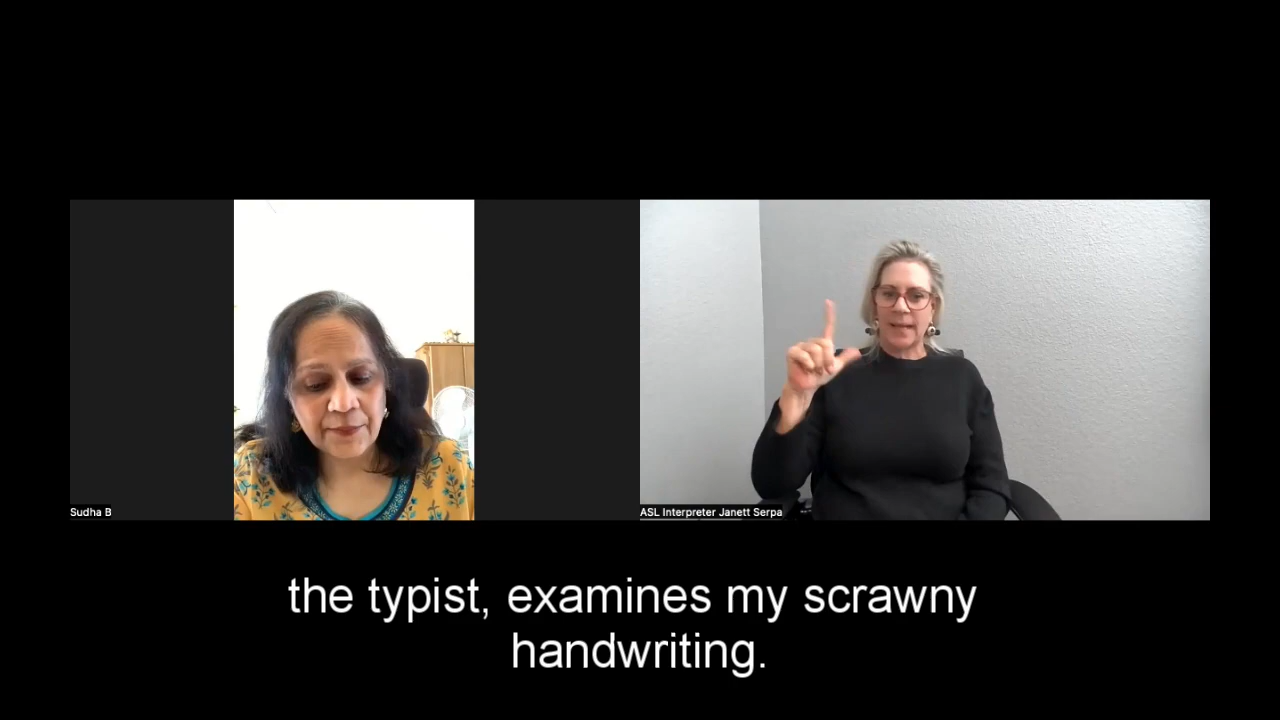 Sudha B
ASL Interpreter Janett Serpa
the typist, examines my scrawny
handwriting.